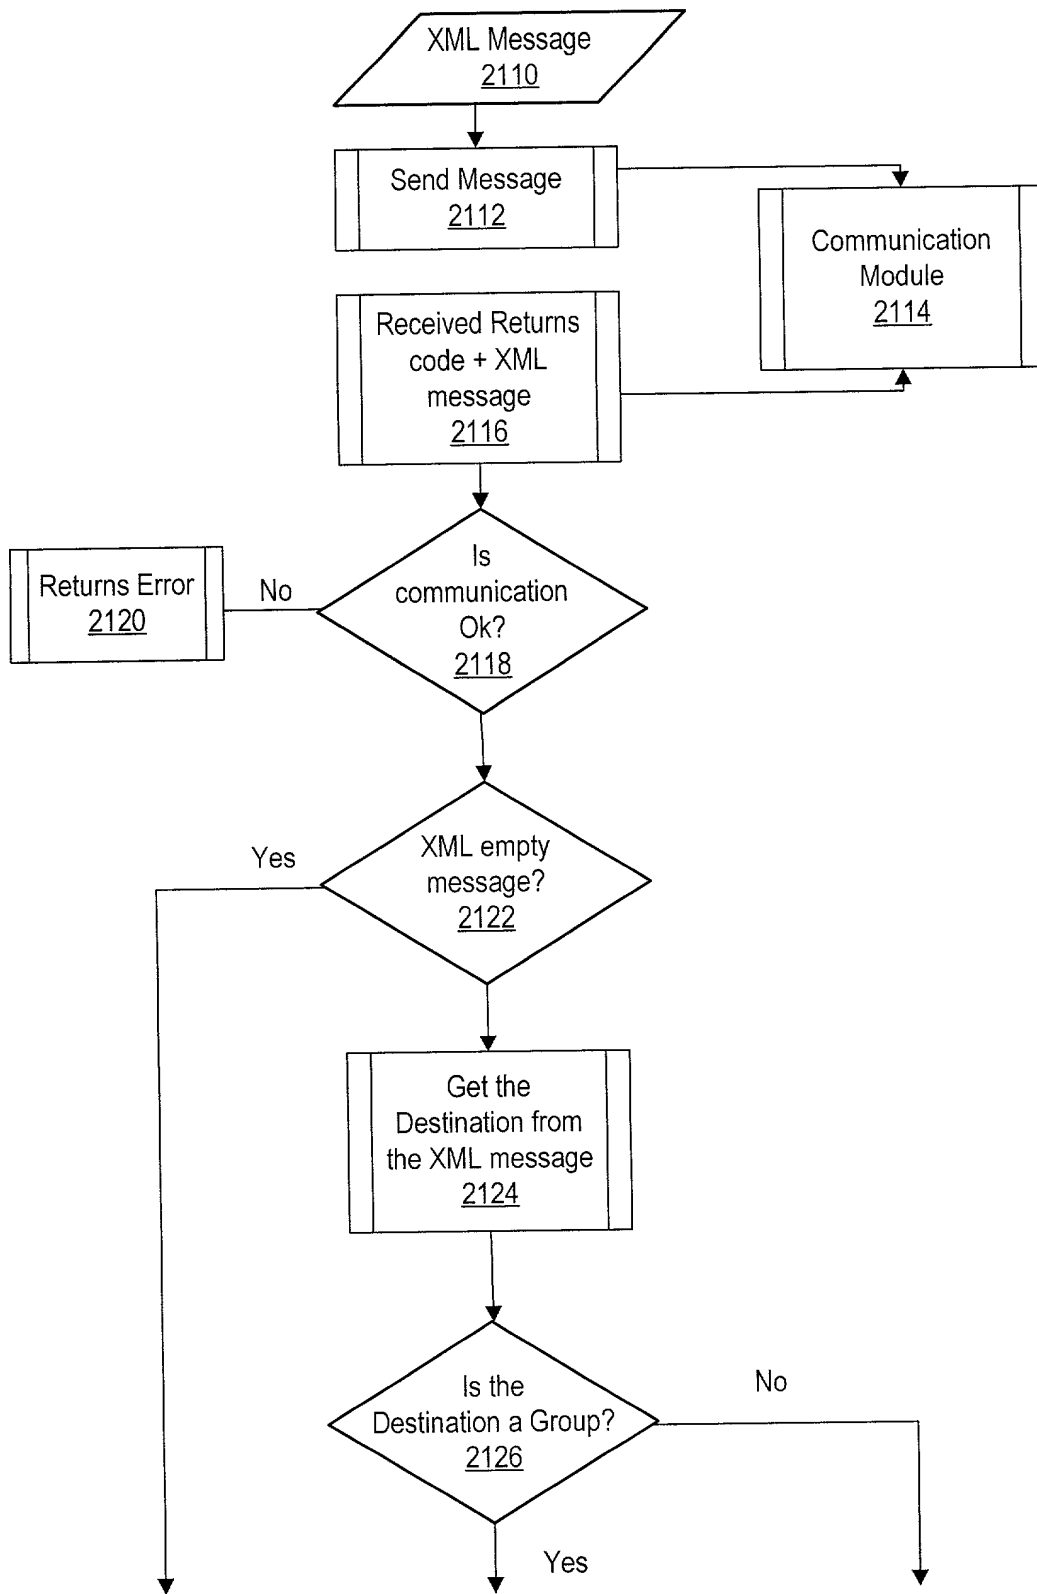 XML Message
2110
Send Message
2112
Communication
Module
2114
Received Returns
code + XML
message
2116
Is
communication
Ok?
2118
No
Returns Error
2120
XML empty
message?
2122
Yes
Get the
Destination from
the XML message
2124
Is the
Destination a Group?
2126
No
Yes